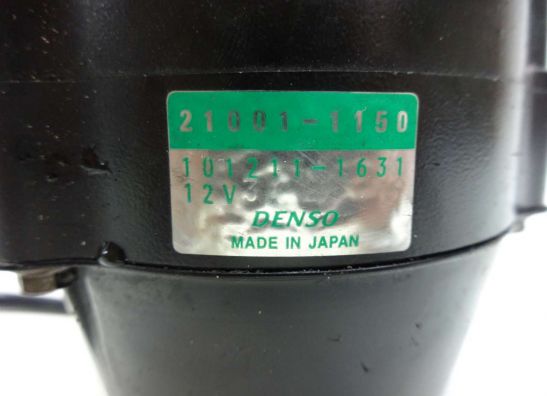 21001-1150
101211-1631
12V
DENSO
MADE IN JAPAN